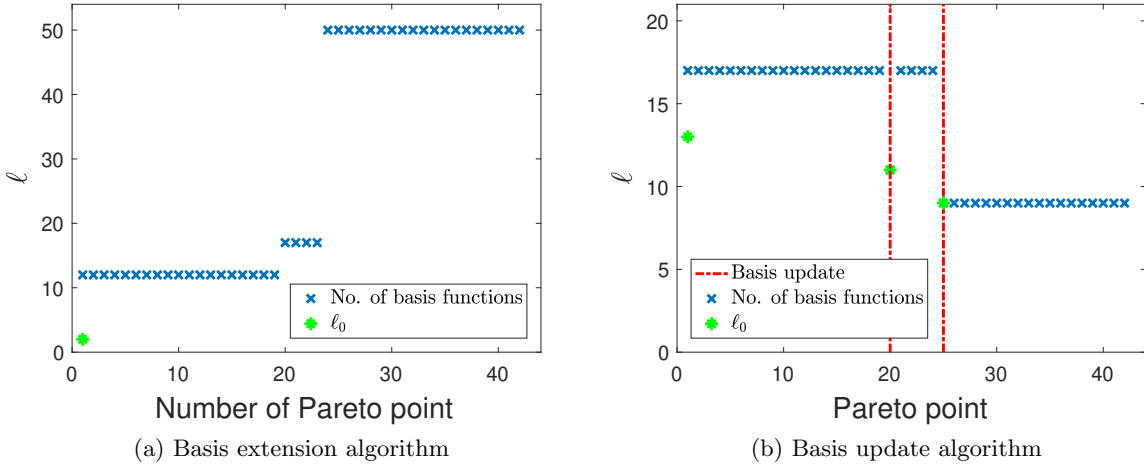 50
40
30
20
10
0
ℓ
0 10 20 30 40
Number of Pareto point
No. of basis functions
ℓ₀
(a) Basis extension algorithm
20
15
10
5
0
ℓ
0 10 20 30 40
Pareto point
Basis update
No. of basis functions
ℓ₀
(b) Basis update algorithm